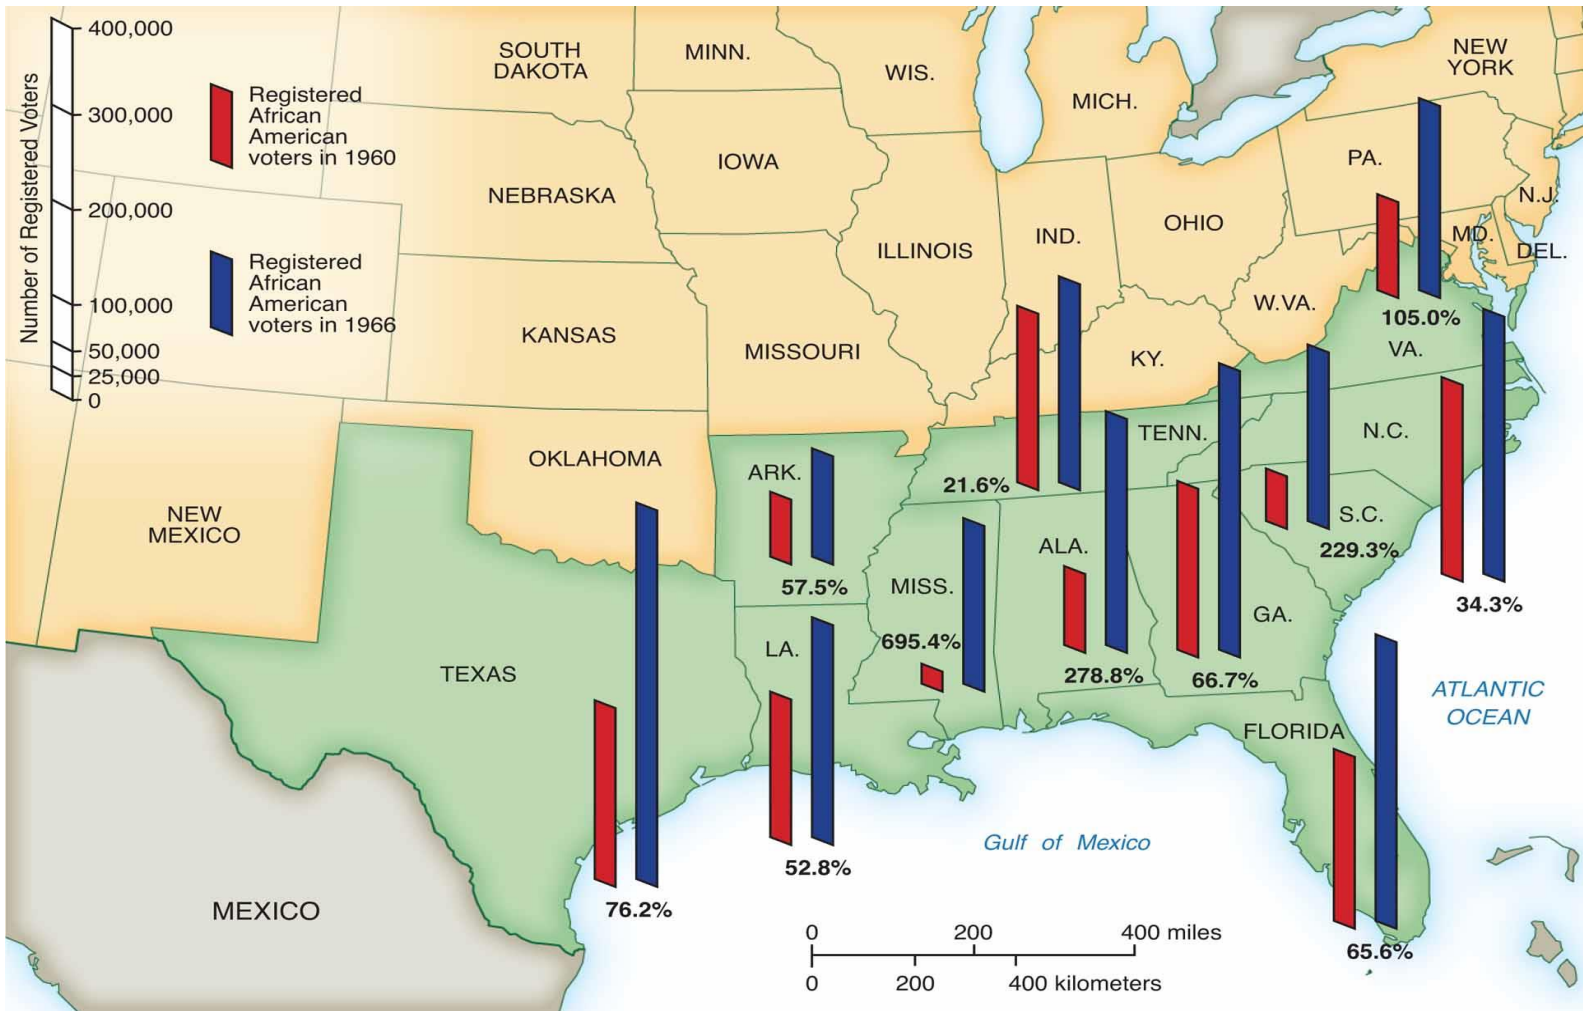 Number of Registered Voters
400,000
300,000
200,000
100,000
50,000
25,000
0
Registered
African
American
voters in 1960
Registered
African
American
voters in 1966
SOUTH
DAKOTA
MINN.
WIS.
MICH.
NEW
YORK
IOWA
PA.
NEBRASKA
N.J.
ILLINOIS
IND.
OHIO
MD.
DEL.
W.VA.
105.0%
KANSAS
MISSOURI
KY.
VA.
OKLAHOMA
ARK.
TENN.
N.C.
21.6%
NEW
MEXICO
S.C.
229.3%
ALA.
57.5%
MISS.
34.3%
GA.
695.4%
LA.
TEXAS
278.8%
66.7%
ATLANTIC
OCEAN
FLORIDA
Gulf of Mexico
52.8%
MEXICO
76.2%
65.6%
0 200 400 miles
0 200 400 kilometers